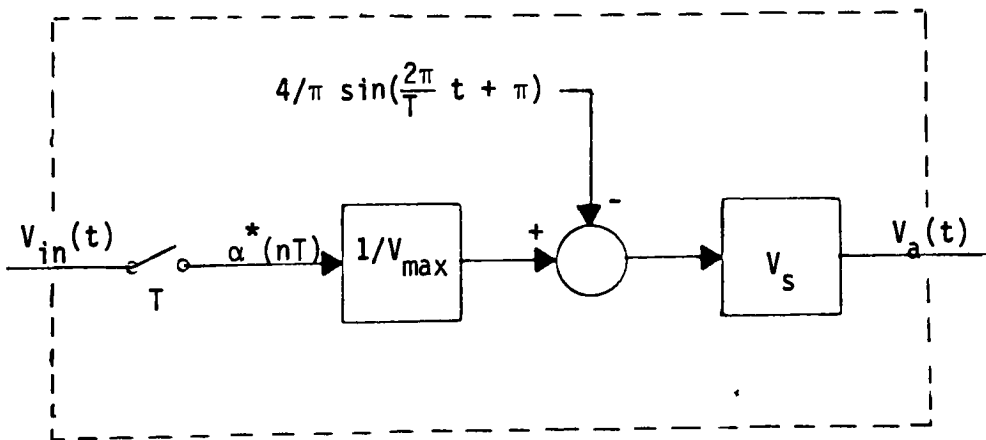 4/π sin(2π/T t + π)
-
V_in(t)
α*(nT)
1/V_max
+
V_s
V_a(t)
T